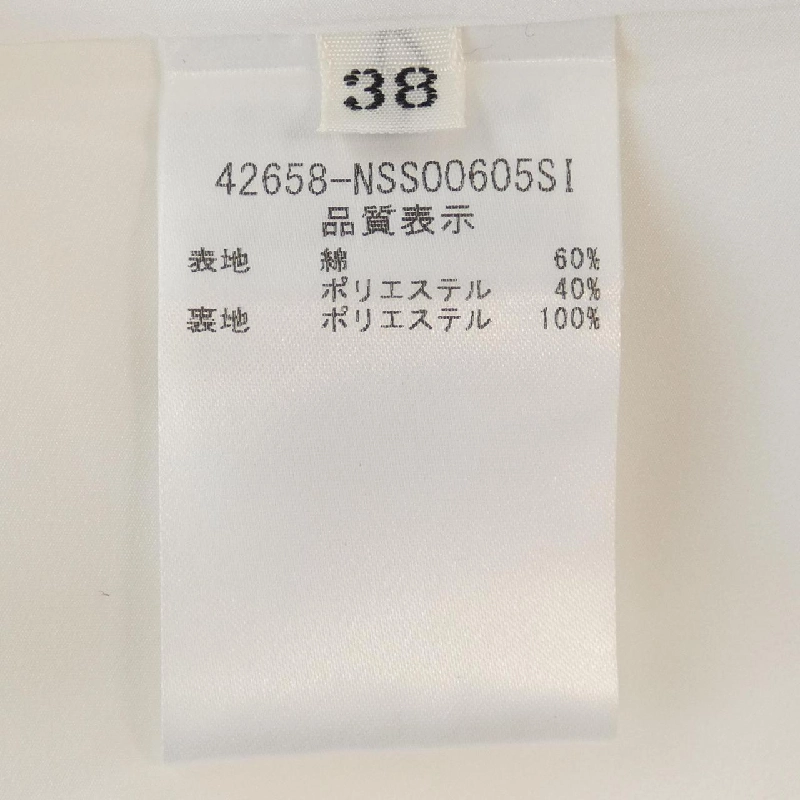 38
42658-NSS00605SI
品質表示
表地 綿 60%
ポリエステル 40%
裏地 ポリエステル 100%